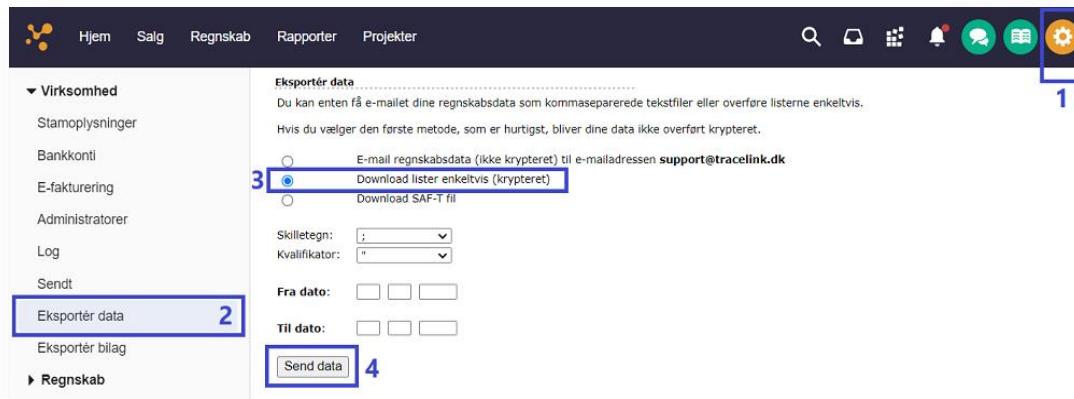 Hjem Salg Regnskab Rapporter Projekter
1
Virksomhed
Stamoplysninger
Bankkonti
E-fakturering
Administratorer
Log
Sendt
Eksportér data 2
Eksportér bilag
Regnskab
Eksportér data
Du kan enten få e-mailet dine regnskabsdata som kommaseparerede tekstfiler eller overføre listerne enkeltvis.
Hvis du vælger den første metode, som er hurtigst, bliver dine data ikke overført krypteret.
E-mail regnskabsdata (ikke krypteret) til e-mailadressen support@tracelink.dk
3 Download lister enkeltvis (krypteret)
Download SAF-T fil
Skilletegn: ;
Kvalifikator: "
Fra dato:
Til dato:
Send data 4